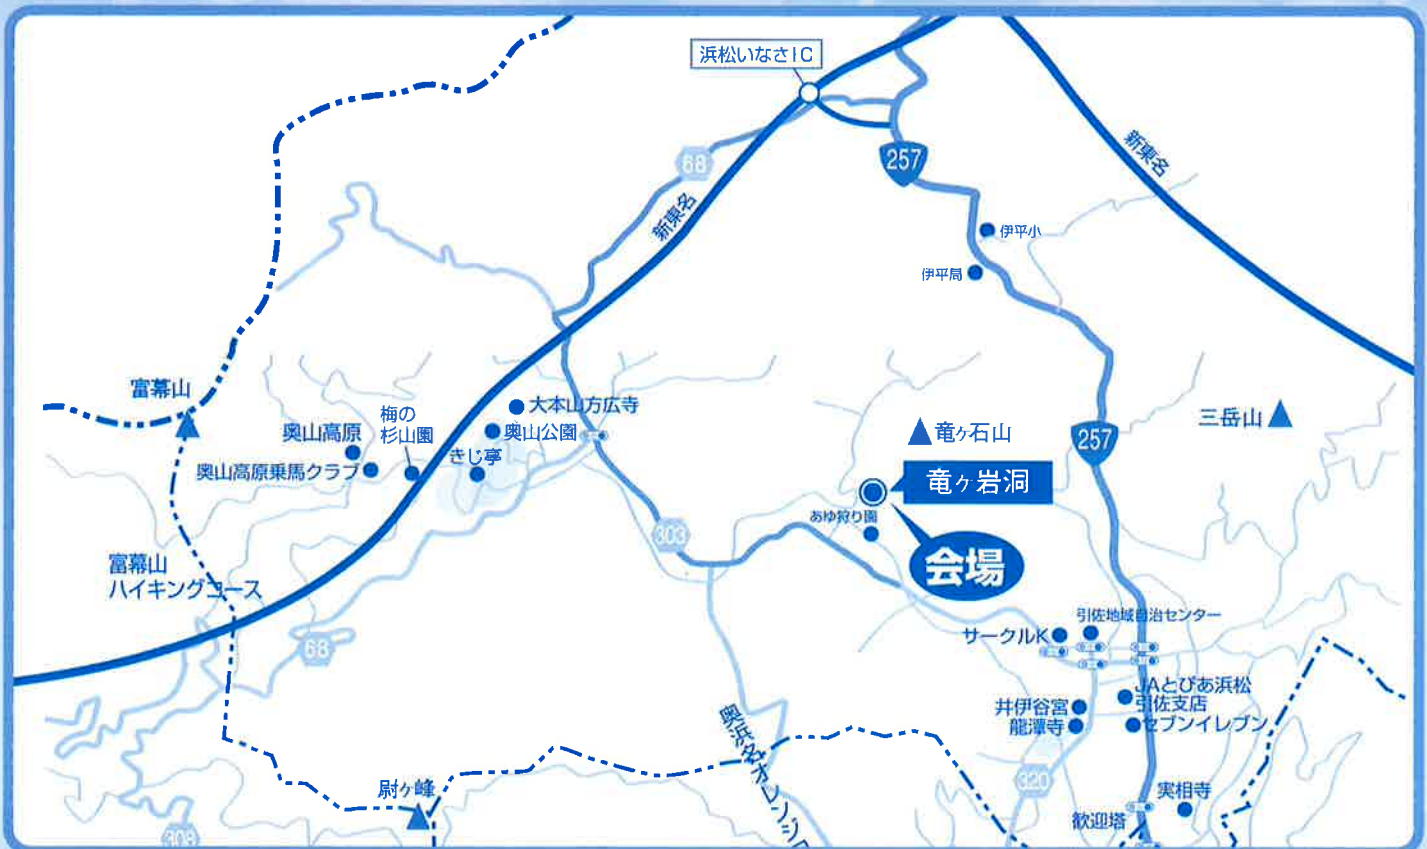 浜松いなさIC
68
新東名
257
新東名
伊平小
伊平局
富幕山
奥山高原
梅の
杉山園
大本山方広寺
奥山公園
きじ亭
奥山高原乗馬クラブ
竜ヶ石山
257
三岳山
竜ヶ岩洞
あゆ狩り園
303
会場
富幕山
ハイキングコース
68
サークルK
引佐地域自治センター
JAとぴあ浜松
引佐支店
井伊谷宮
龍潭寺
セブンイレブン
奥浜名オレンジロ
320
尉ヶ峰
実相寺
歓迎塔
308